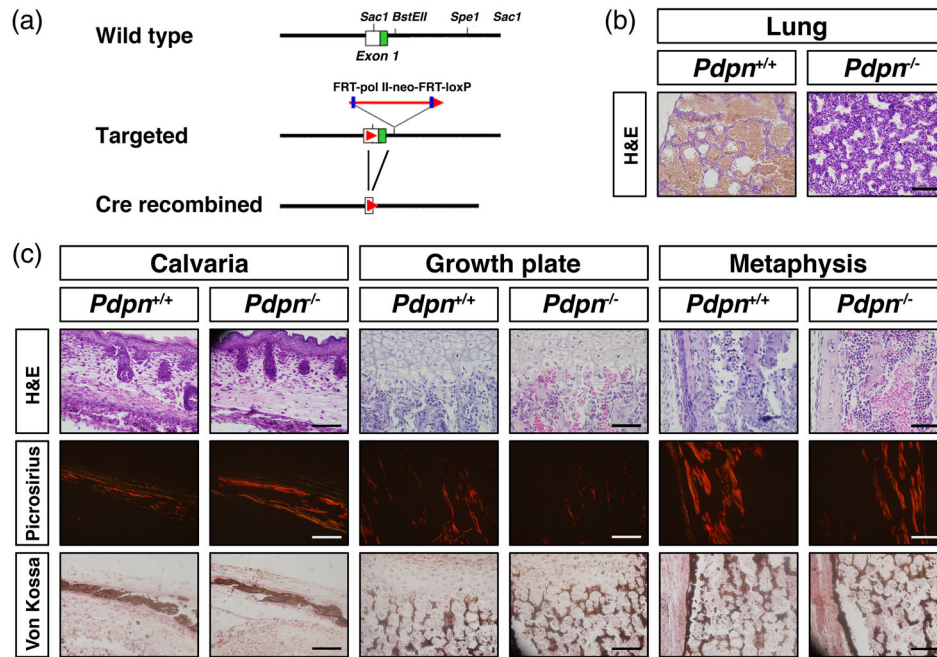 (a)
Wild type
Sac1 BstEII Spe1 Sac1
Exon 1
FRT-pol II-neo-FRT-loxP
Targeted
Cre recombined
(b)
Lung
Pdpn+/+ Pdpn-/-
H&E
(c)
Calvaria Growth plate Metaphysis
Pdpn+/+ Pdpn-/- Pdpn+/+ Pdpn-/- Pdpn+/+ Pdpn-/-
H&E
Picrosirius
Von Kossa